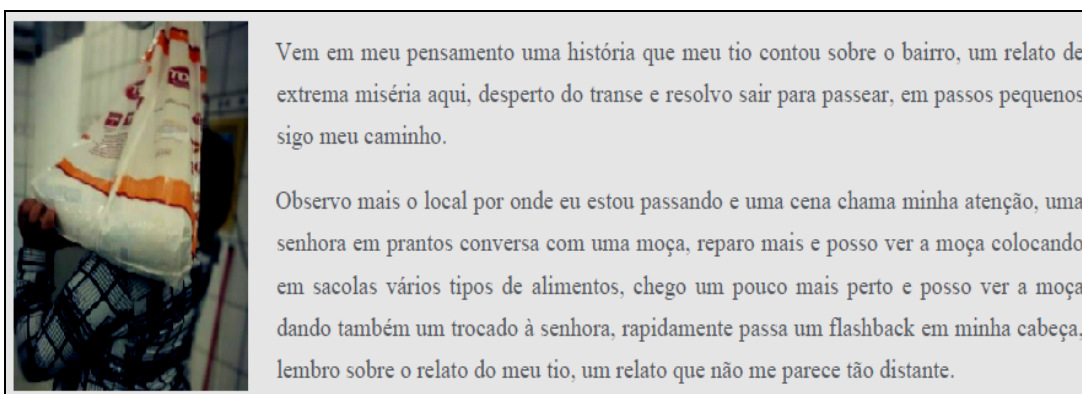 Vem em meu pensamento uma história que meu tio contou sobre o bairro, um relato de
extrema miséria aqui, desperto do transe e resolvo sair para passear, em passos pequenos
sigo meu caminho.
Observo mais o local por onde eu estou passando e uma cena chama minha atenção, uma
senhora em prantos conversa com uma moça, reparo mais e posso ver a moça colocando
em sacolas vários tipos de alimentos, chego um pouco mais perto e posso ver a moça
dando também um trocado à senhora, rapidamente passa um flashback em minha cabeça,
lembro sobre o relato do meu tio, um relato que não me parece tão distante.